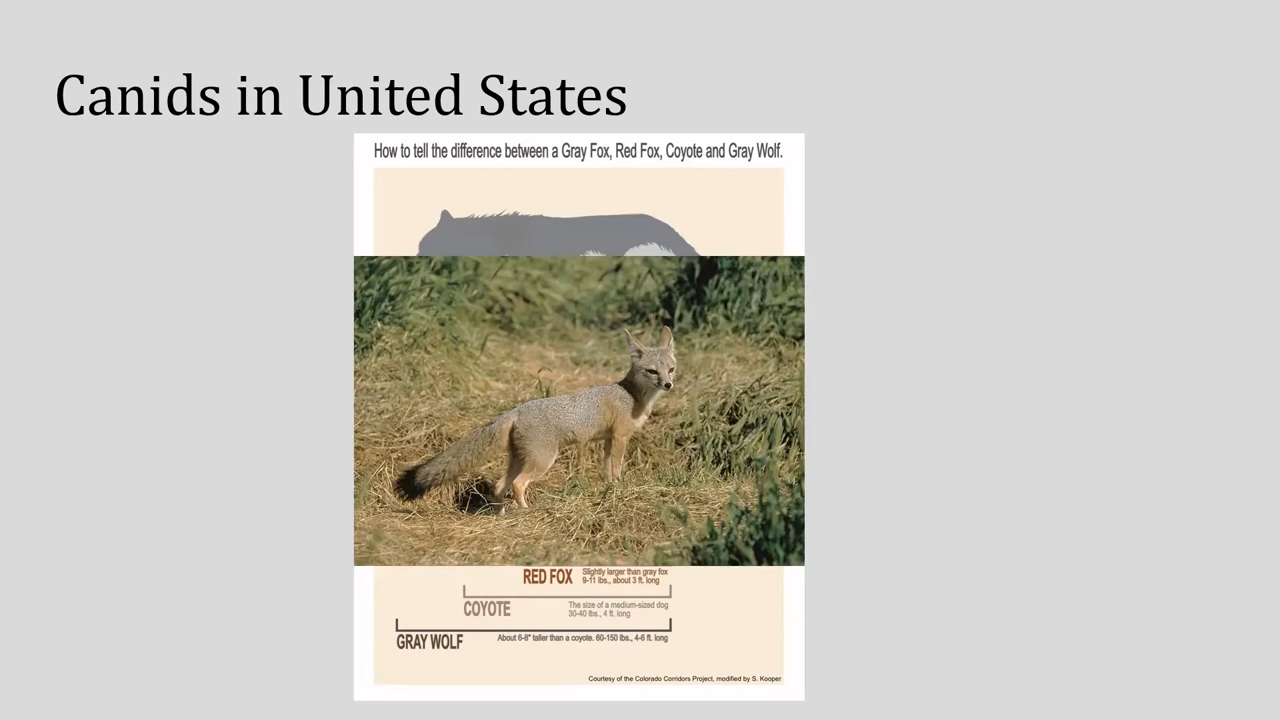 Canids in United States
How to tell the difference between a Gray Fox, Red Fox, Coyote and Gray Wolf.
RED FOX
Slightly larger than gray fox
9-11 lbs., about 3 ft. long
COYOTE
The size of a medium-sized dog
30-40 lbs., 4 ft. long
GRAY WOLF
About 6-8" taller than a coyote. 60-150 lbs., 4-6 ft. long
Courtesy of the Colorado Corridors Project, modified by S. Kooper